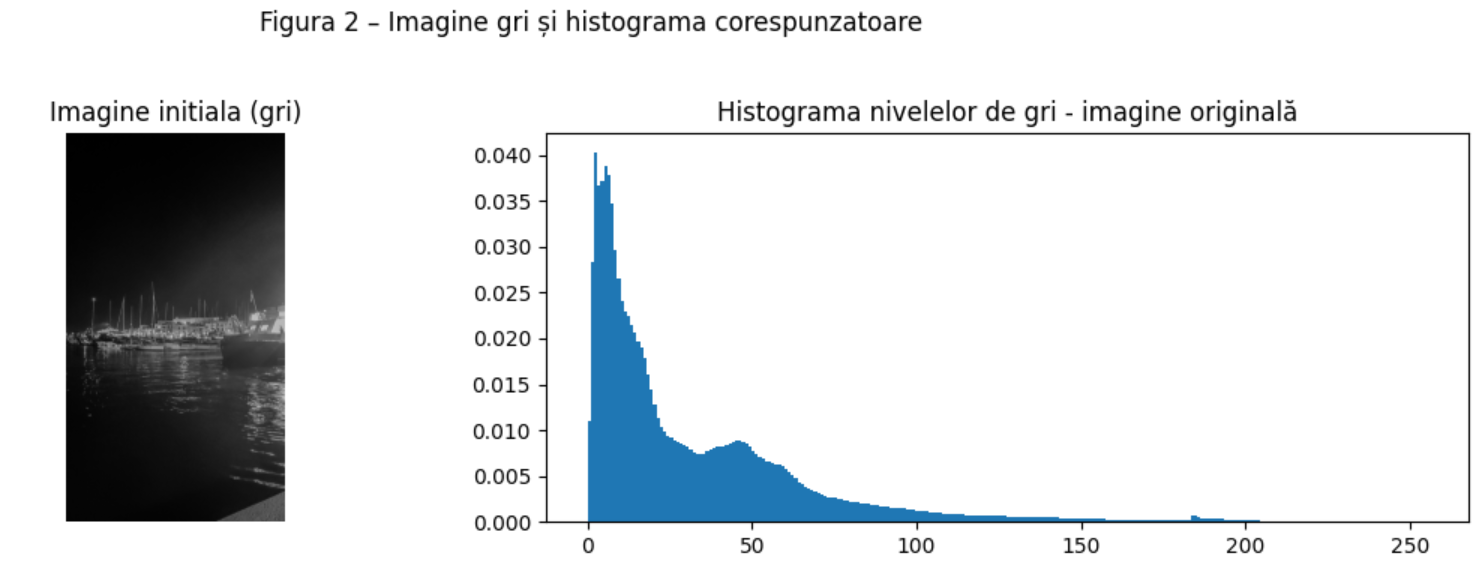 Figura 2 – Imagine gri și histograma corespunzatoare
Imagine initiala (gri)
Histograma nivelelor de gri - imagine originală
0.040
0.035
0.030
0.025
0.020
0.015
0.010
0.005
0.000
0 50 100 150 200 250